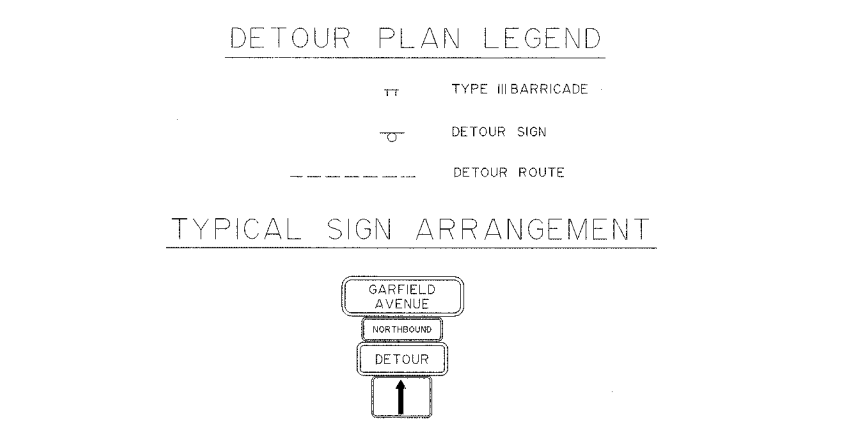 DETOUR PLAN LEGEND
TYPE III BARRICADE
DETOUR SIGN
DETOUR ROUTE
TYPICAL SIGN ARRANGEMENT
GARFIELD
AVENUE
NORTHBOUND
DETOUR